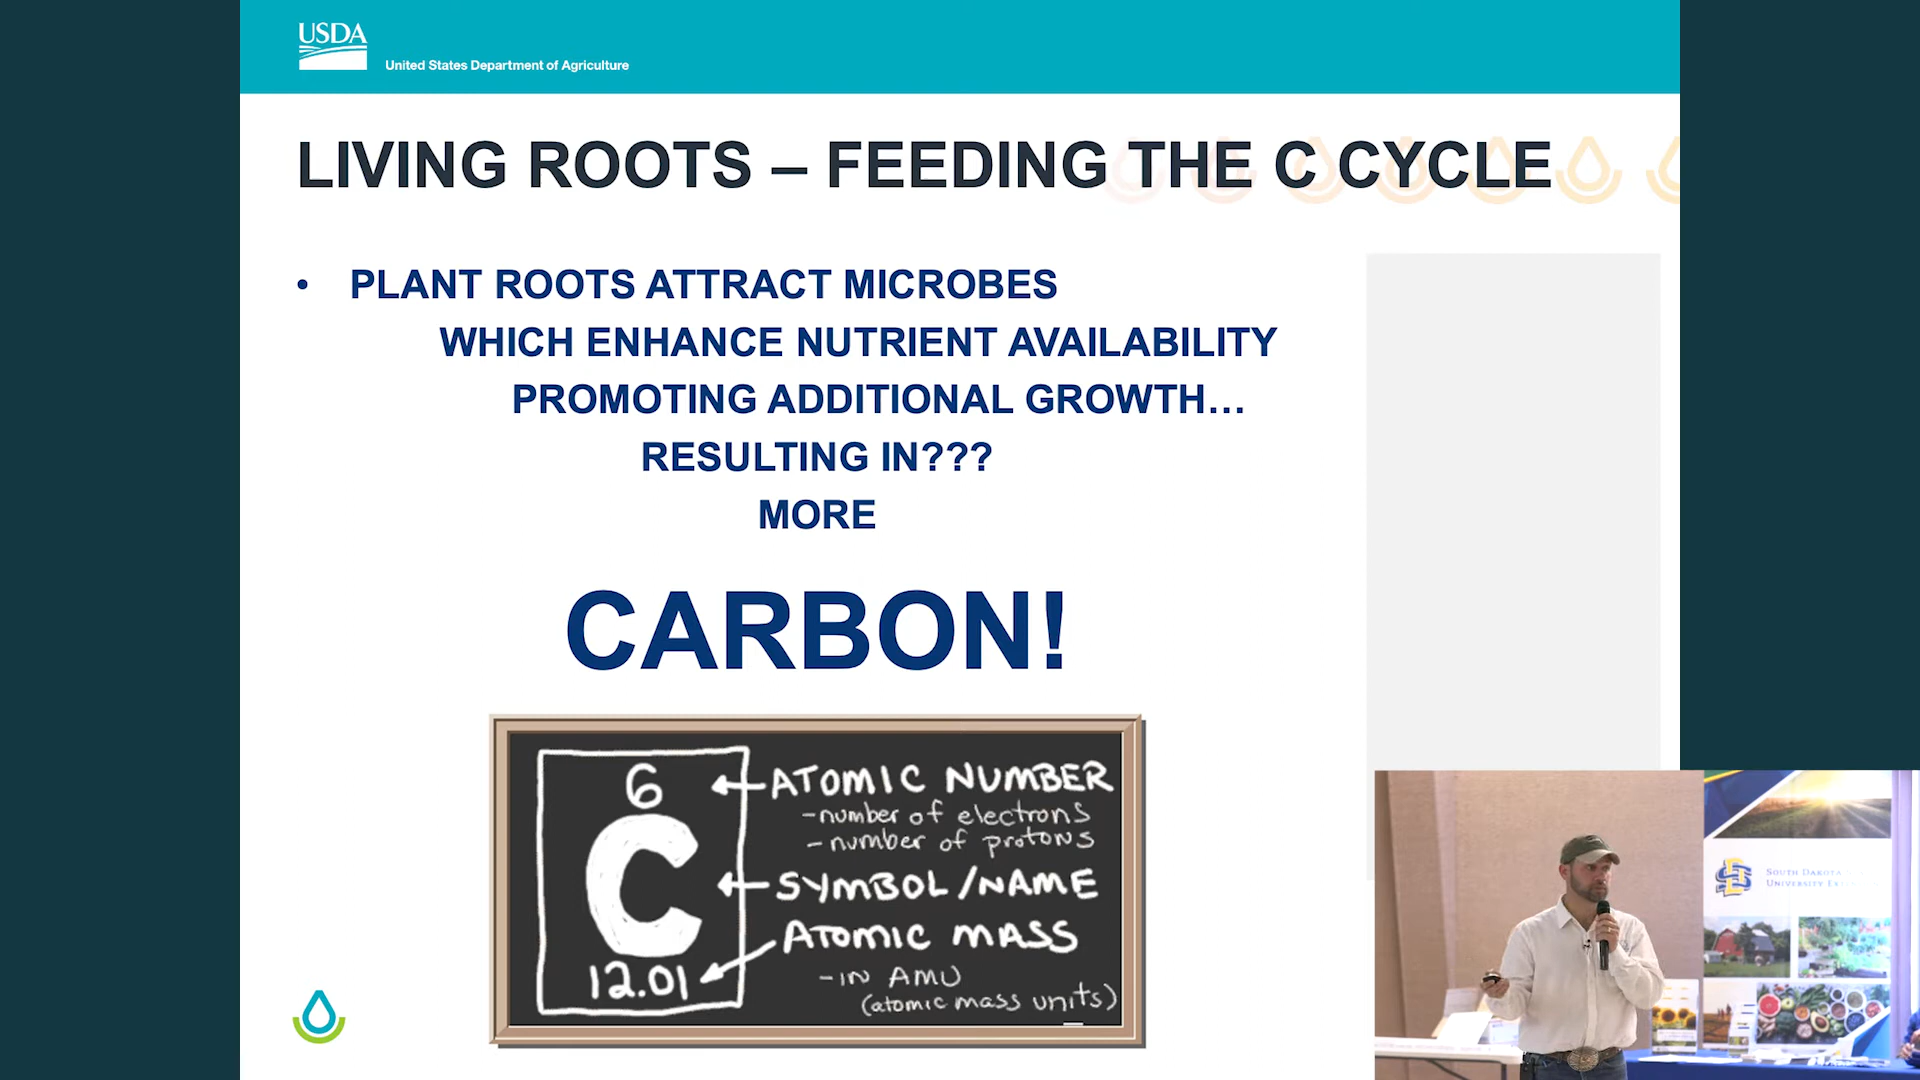 USDA
United States Department of Agriculture
LIVING ROOTS – FEEDING THE C CYCLE
• PLANT ROOTS ATTRACT MICROBES
WHICH ENHANCE NUTRIENT AVAILABILITY
PROMOTING ADDITIONAL GROWTH…
RESULTING IN???
MORE
CARBON!
6
ATOMIC NUMBER
-number of electrons
-number of protons
C
SYMBOL/NAME
ATOMIC MASS
12.01
-IN AMU
(atomic mass units)
SOUTH DAKOTA
UNIVERSITY